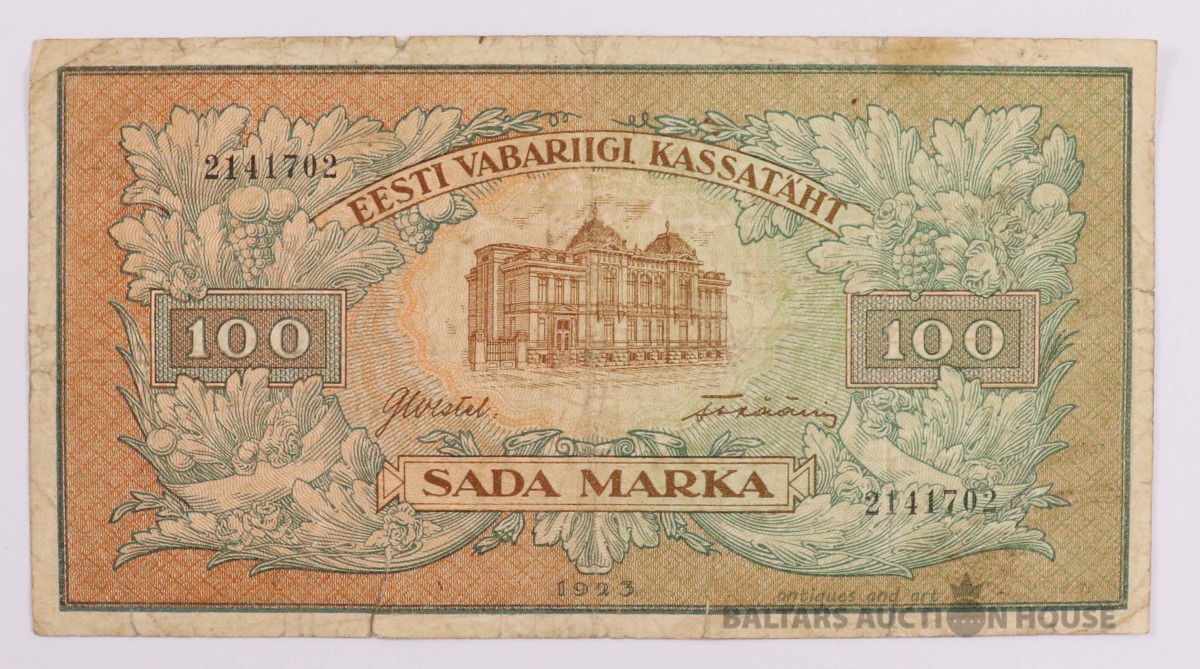 EESTI VABARIIGI KASSATÄHT
2141702
100
100
SADA MARKA
2141702
1923
antiques and art
BALTARS AUCTION HOUSE